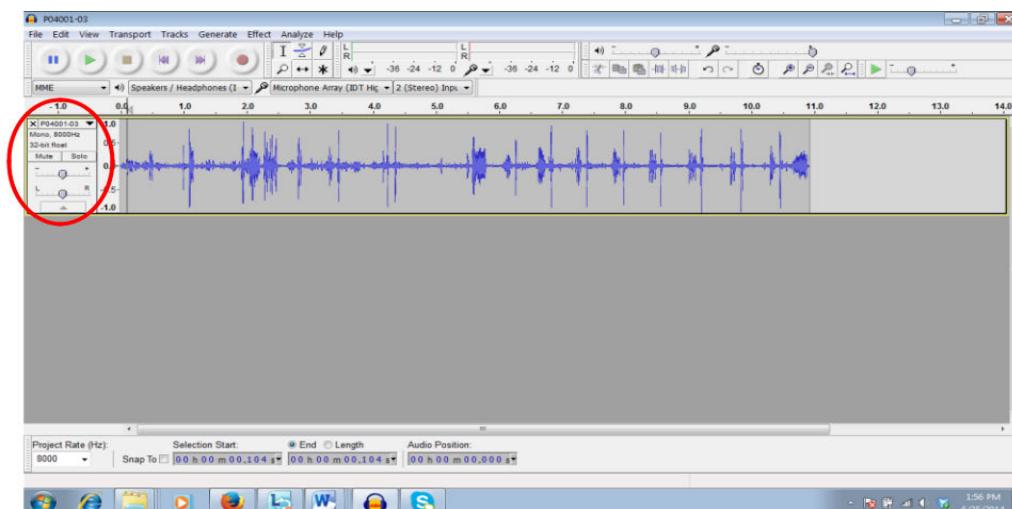 P04001-03
File Edit View Transport Tracks Generate Effect Analyze Help
L
R
-36 -24 -12 0
L
R
-36 -24 -12 0
MME
Speakers / Headphones (I
Microphone Array (IDT Hig
2 (Stereo) Inpu
-1.0 0.0 1.0 2.0 3.0 4.0 5.0 6.0 7.0 8.0 9.0 10.0 11.0 12.0 13.0 14.0
X P04001-03
Mono, 8000Hz
32-bit float
Mute Solo
- +
L R
1.0
0.5
0.0
-0.5
-1.0
Project Rate (Hz): Selection Start: End Length Audio Position:
8000 Snap To 00 h 00 m 00.104 s 00 h 00 m 00.104 s 00 h 00 m 00.000 s
1:56 PM